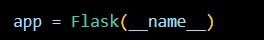 app = Flask(__name__)